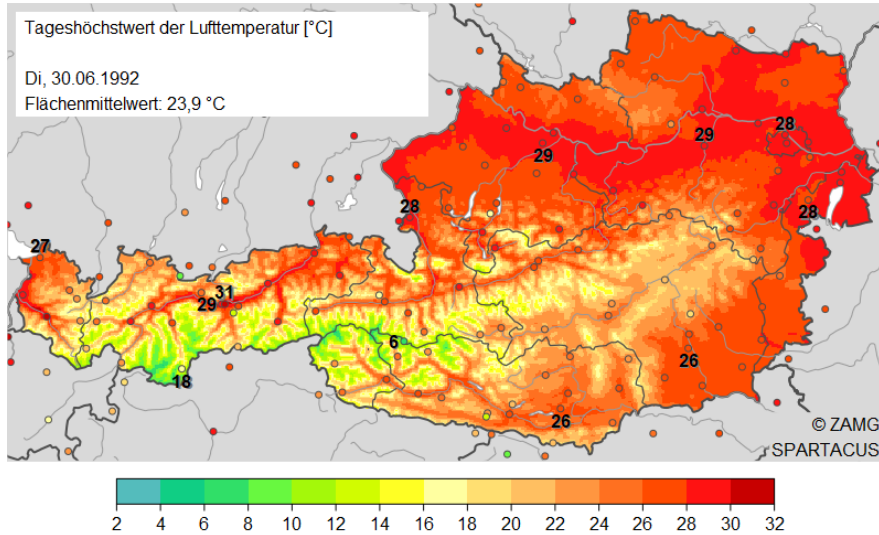 Tageshöchstwert der Lufttemperatur [°C]
Di, 30.06.1992
Flächenmittelwert: 23,9 °C
28
29
29
28
28
27
31
29
28
6
18
26
26
© ZAMG
SPARTACUS
2 4 6 8 10 12 14 16 18 20 22 24 26 28 30 32